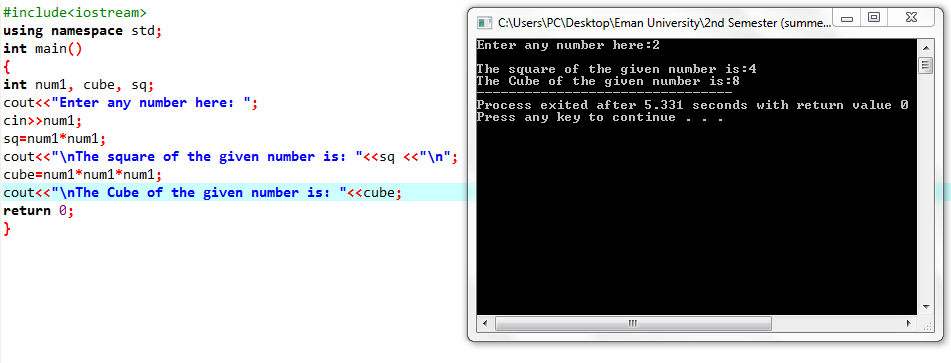 #include<iostream>
using namespace std;
int main()
{
int num1, cube, sq;
cout<<"Enter any number here: ";
cin>>num1;
sq=num1*num1;
cout<<"\nThe square of the given number is: "<<sq <<"\n";
cube=num1*num1*num1;
cout<<"\nThe Cube of the given number is: "<<cube;
return 0;
}
C:\Users\PC\Desktop\Eman University\2nd Semester (summe...
Enter any number here:2
The square of the given number is:4
The Cube of the given number is:8
--------------------------------
Process exited after 5.331 seconds with return value 0
Press any key to continue . . .